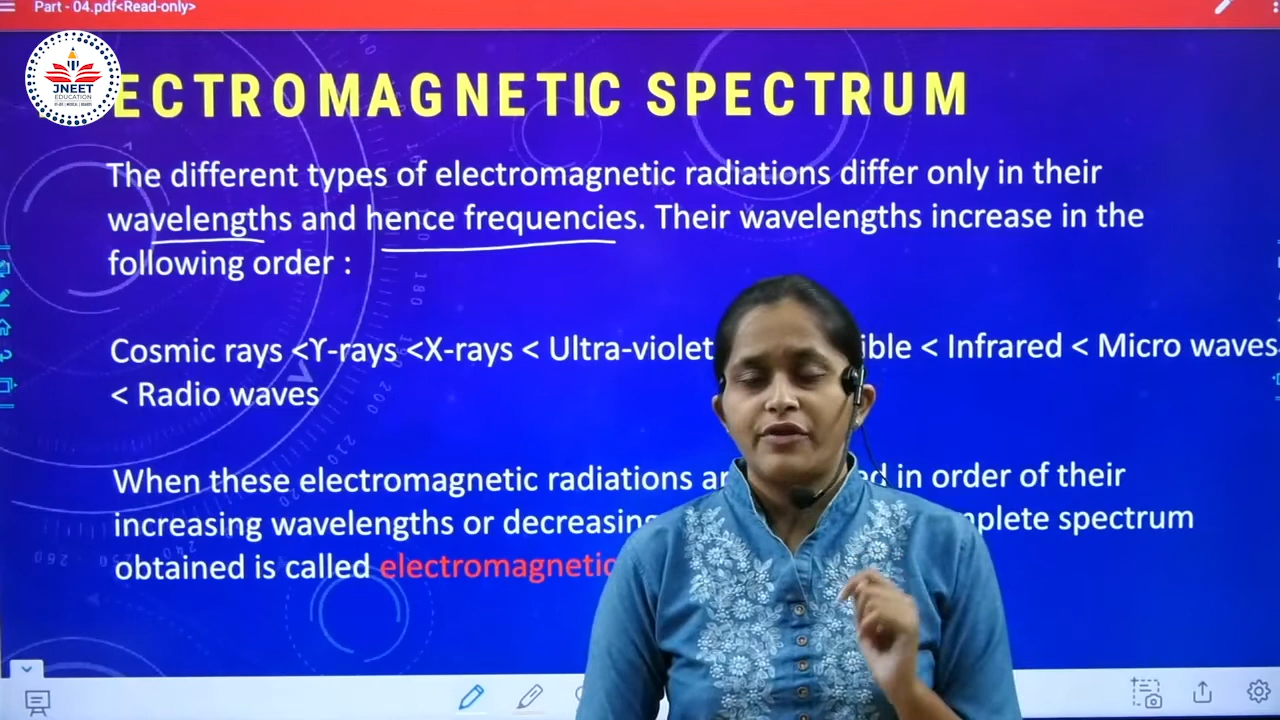 Part - 04.pdf<Read-only>
JNEET
EDUCATION
ECTROMAGNETIC SPECTRUM
The different types of electromagnetic radiations differ only in their
wavelengths and hence frequencies. Their wavelengths increase in the
following order :
Cosmic rays <ϒ-rays <X-rays < Ultra-violet ible < Infrared < Micro waves
< Radio waves
When these electromagnetic radiations ar d in order of their
increasing wavelengths or decreasing mplete spectrum
obtained is called electromagnetic